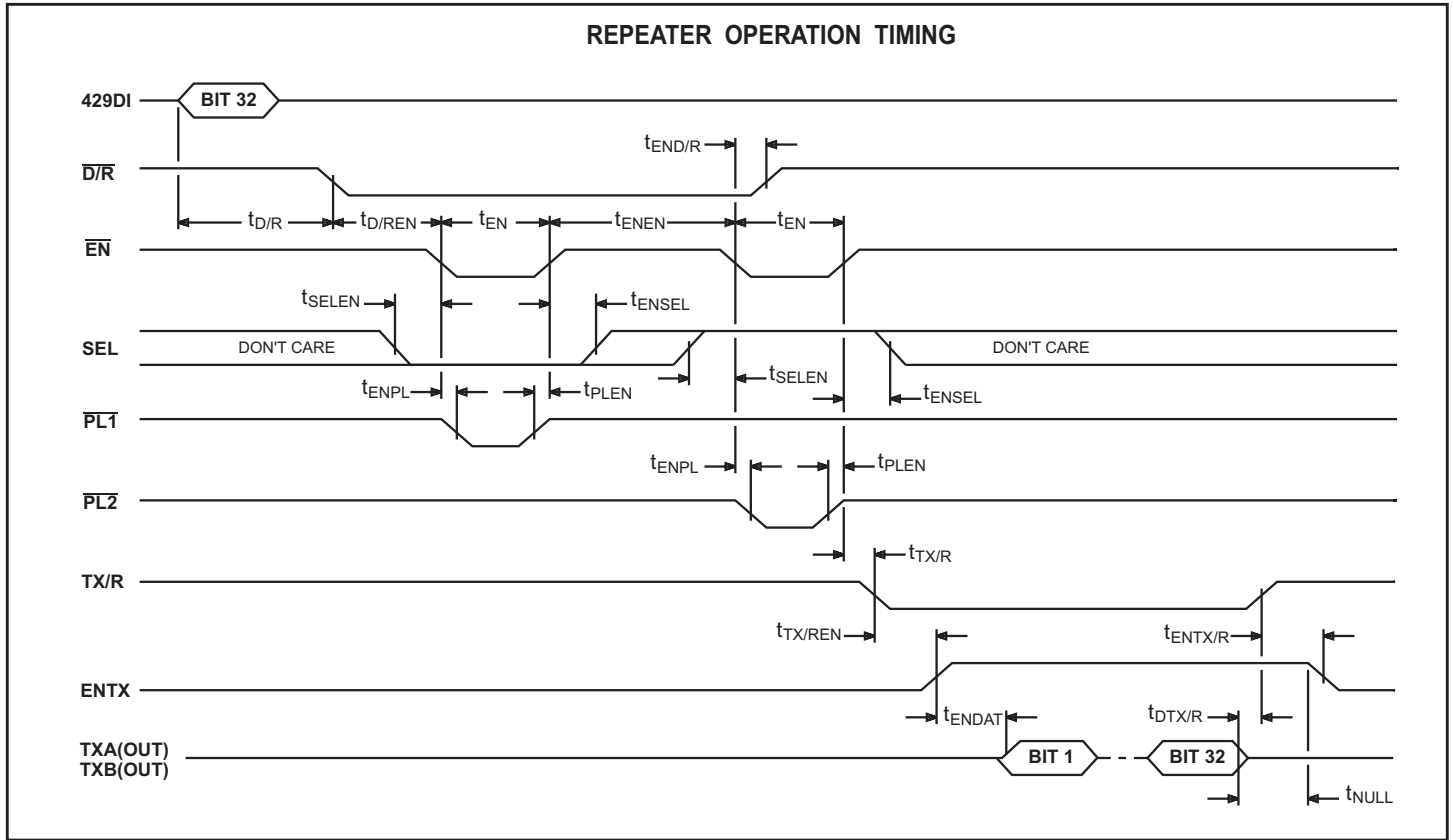 REPEATER OPERATION TIMING
429DI
BIT 32
tEND/R
D/R
tD/R
tD/REN
tEN
tENEN
tEN
EN
tSELEN
tENSEL
SEL
DON'T CARE
DON'T CARE
tSELEN
tENSEL
tENPL
tPLEN
PL1
tENPL
tPLEN
PL2
tTX/R
TX/R
tTX/REN
tENTX/R
ENTX
tENDAT
tDTX/R
TXA(OUT)
TXB(OUT)
BIT 1
BIT 32
tNULL